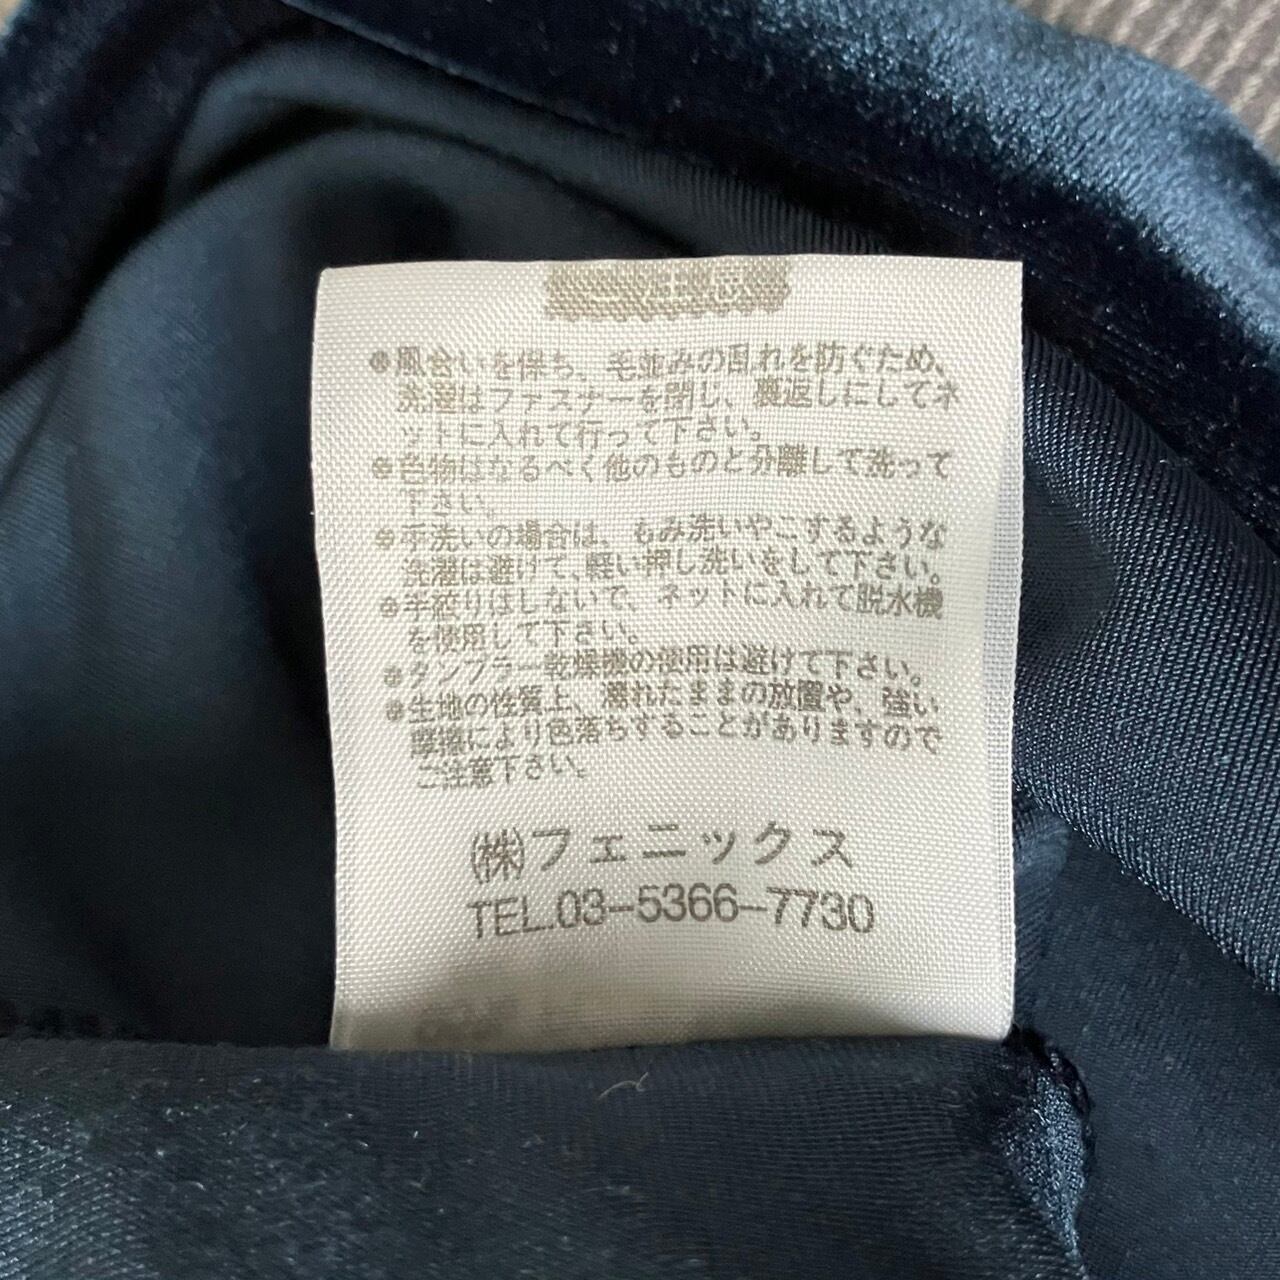 ご注意
●風合いを保ち、毛並みの乱れを防ぐため、
洗濯はファスナーを閉じ、裏返しにしてネ
ットに入れて行って下さい。
●色物はなるべく他のものと分離して洗って
下さい。
●手洗いの場合は、もみ洗いやこするような
洗濯は避けて、軽い押し洗いをして下さい。
●手絞りはしないで、ネットに入れて脱水機
を使用して下さい。
●タンブラー乾燥機の使用は避けて下さい。
●生地の性質上、濡れたままの放置や、強い
摩擦により色落ちすることがありますので
ご注意下さい。
㈱フェニックス
TEL.03-5366-7730